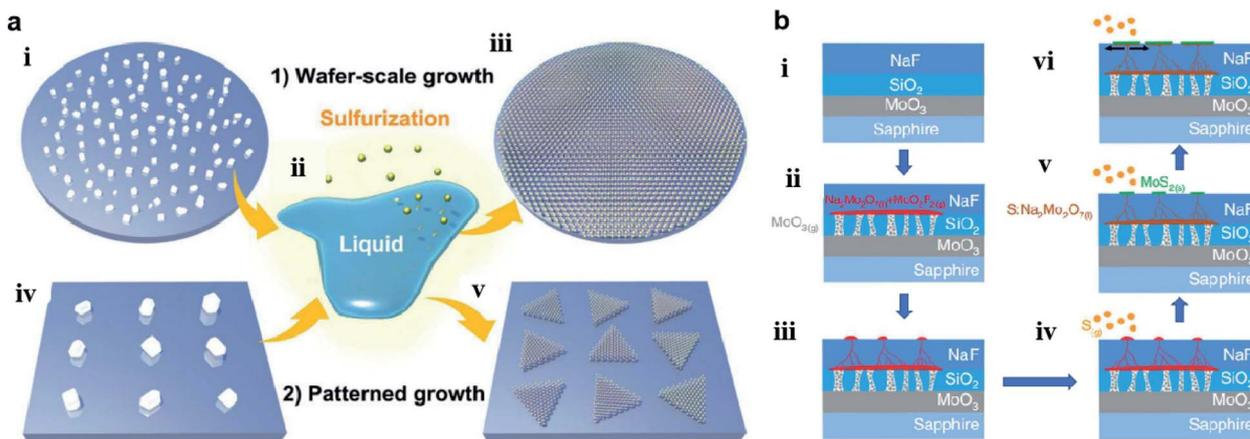 a
i
1) Wafer-scale growth
iii
Sulfurization
ii
Liquid
iv
v
2) Patterned growth
b
i
NaF
SiO₂
MoO₃
Sapphire
ii
Na₂Mo₂O₇₍ₗ₎+MoO₂F₂(g)
NaF
MoO₃(g)
SiO₂
MoO₃
Sapphire
iii
NaF
SiO₂
MoO₃
Sapphire
iv
S(g)
NaF
SiO₂
MoO₃
Sapphire
v
MoS₂(s)
S:Na₂Mo₂O₇(l)
NaF
SiO₂
MoO₃
Sapphire
vi
NaF
SiO₂
MoO₃
Sapphire